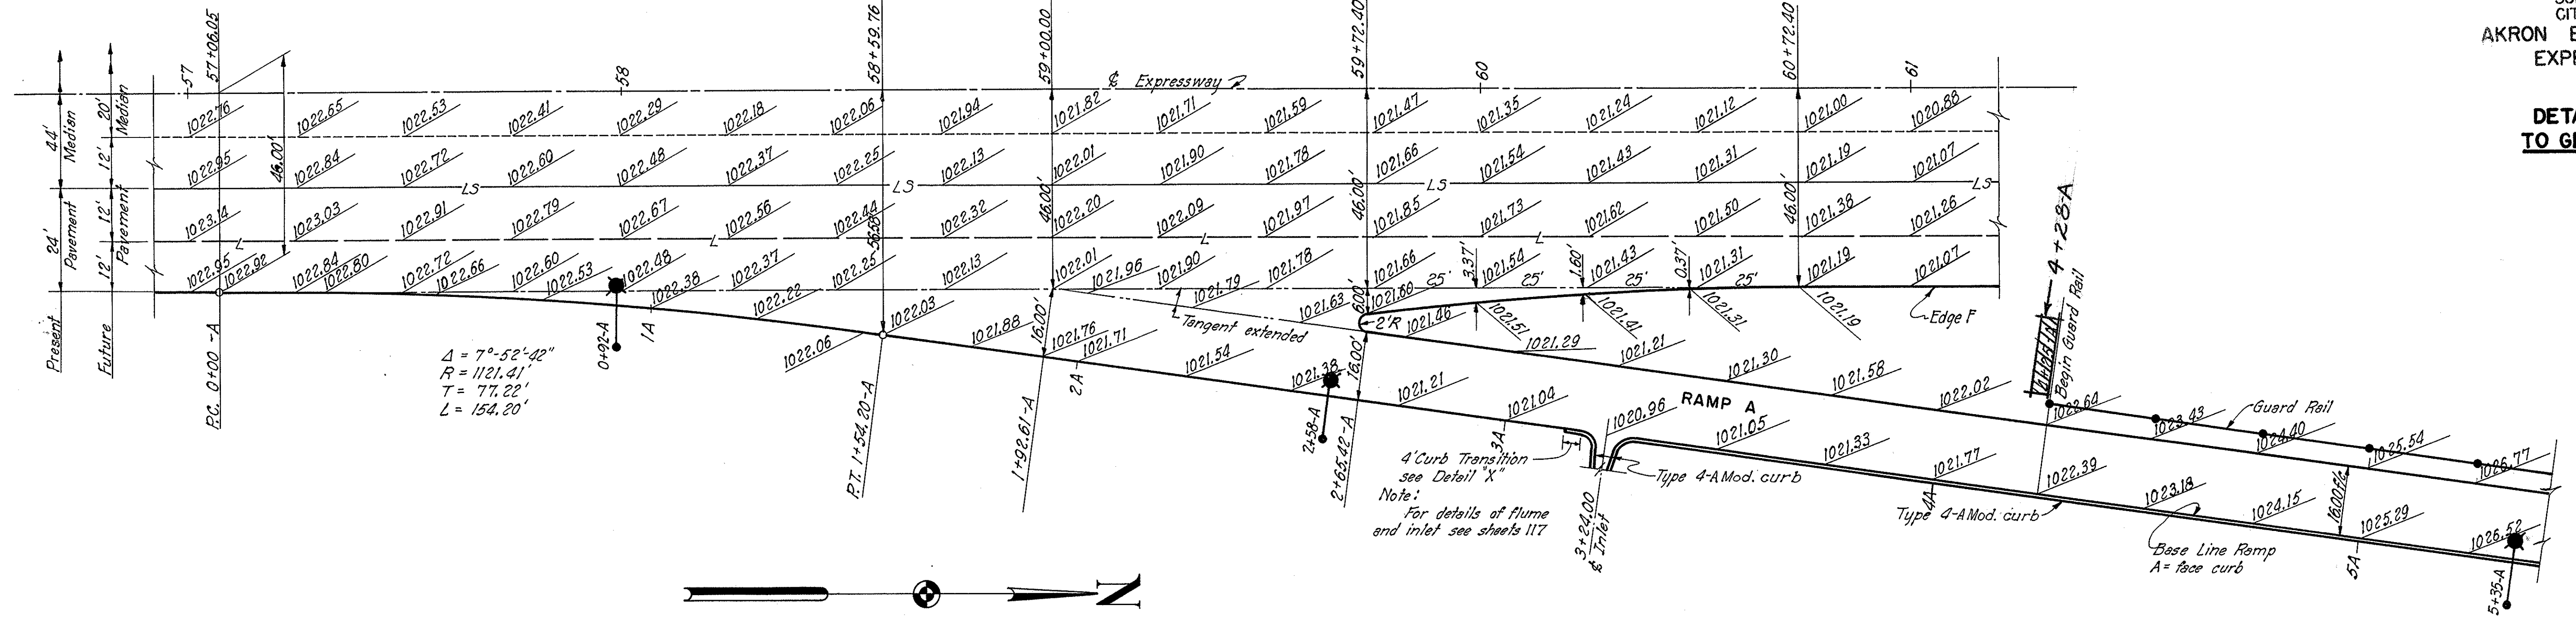 CIT
AKRON E
EXPE
DETA
TO G
57+06.05
58+59.76
59+00.00
59+72.40
60+72.40
57
58
60
61
℄ Expressway
44'
Median
20'
Median
12'
24'
Pavement
12'
Pavement
12'
Present
Future
48.00'
1022.76 1022.65 1022.53 1022.41 1022.29 1022.18 1022.06 1021.94 1021.82 1021.71 1021.59 1021.47 1021.35 1021.24 1021.12 1021.00 1020.88
1022.95 1022.84 1022.72 1022.60 1022.48 1022.37 1022.25 1022.13 1022.01 1021.90 1021.78 1021.66 1021.54 1021.43 1021.31 1021.19 1021.07
LS LS LS LS
46.00' 46.00' 46.00'
1023.14 1023.03 1022.91 1022.79 1022.67 1022.56 1022.44 1022.32 1022.20 1022.09 1021.97 1021.85 1021.73 1021.62 1021.50 1021.38 1021.26
L L L L
1022.95 1022.84 1022.72 1022.60 1022.48 1022.37 1022.25 1022.13 1022.01 1021.90 1021.78 1021.66 1021.54 1021.43 1021.31 1021.19 1021.07
1022.92 1022.80 1022.66 1022.53 1022.38 1022.22 1022.06 1022.03 1021.88 1021.76 1021.71 1021.54 1021.38 1021.21 1021.04 1020.96 1021.05 1021.33 1021.77 1022.39 1023.18 1024.15 1025.29 1026.52
1021.96 1021.79 1021.63 1021.60 1021.46 1021.29 1021.21 1021.30 1021.58 1022.02 1022.64 1023.43 1024.40 1025.54 1026.77
6.00'
3.37'
1.60'
0.37'
25' 25' 25' 25'
1021.51 1021.41 1021.31 1021.19
2'R
Tangent extended
Edge F
16.00'
16.00'
Δ = 7°-52'-42"
R = 1121.41'
T = 77.22'
L = 154.20'
P.C. 0+00 -A
0+92-A
1A
P.T. 1+54.20-A
1+92.61-A
2A
2+58-A
2+65.42-A
3A
4'Curb Transition
see Detail "X"
Note:
For details of flume
and inlet see sheets 117
3+24.00
℄ Inlet
Type 4-A Mod. curb
RAMP A
4+28-A
Begin Guard Rail
Guard Rail
4A
Type 4-A Mod. curb
Base Line Ramp
A= face curb
16.00f/c
5A
5+35-A
N